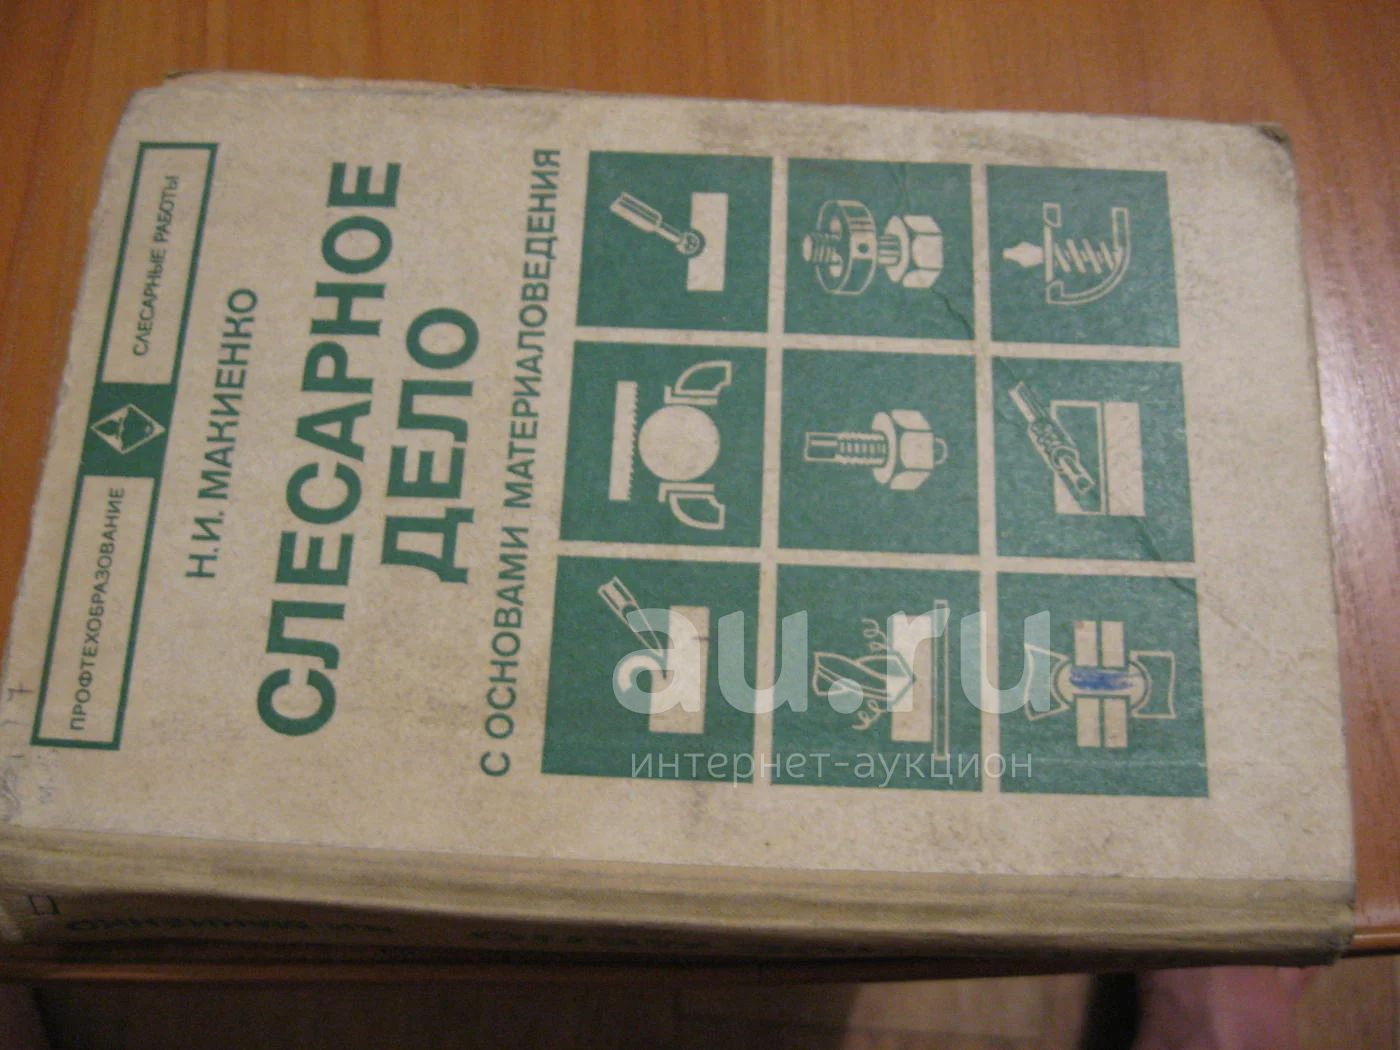 ПРОФТЕХОБРАЗОВАНИЕ
СЛЕСАРНЫЕ РАБОТЫ
Н.И. МАКИЕНКО
СЛЕСАРНОЕ
ДЕЛО
С ОСНОВАМИ МАТЕРИАЛОВЕДЕНИЯ
au.ru
интернет-аукцион